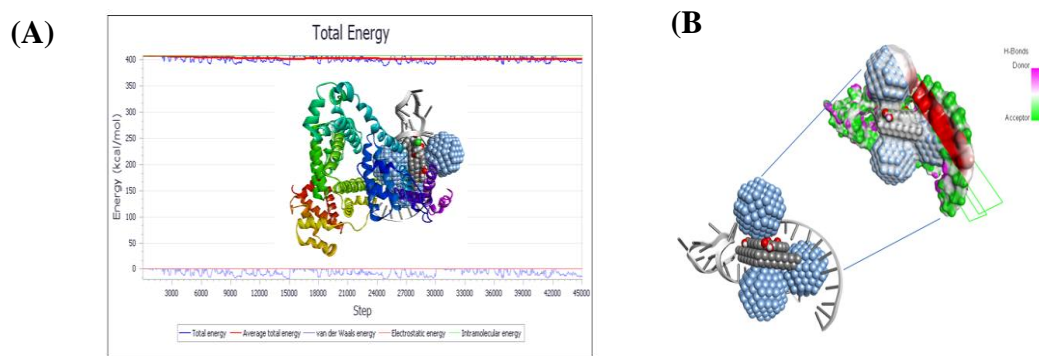 (A)
Total Energy
Energy (kcal/mol)
400
350
300
250
200
150
100
50
0
3000 6000 9000 12000 15000 18000 21000 24000 27000 30000 33000 36000 39000 42000 45000
Step
Total energy Average total energy van der Waals energy Electrostatic energy Intramolecular energy
(B
H-Bonds
Donor
Acceptor